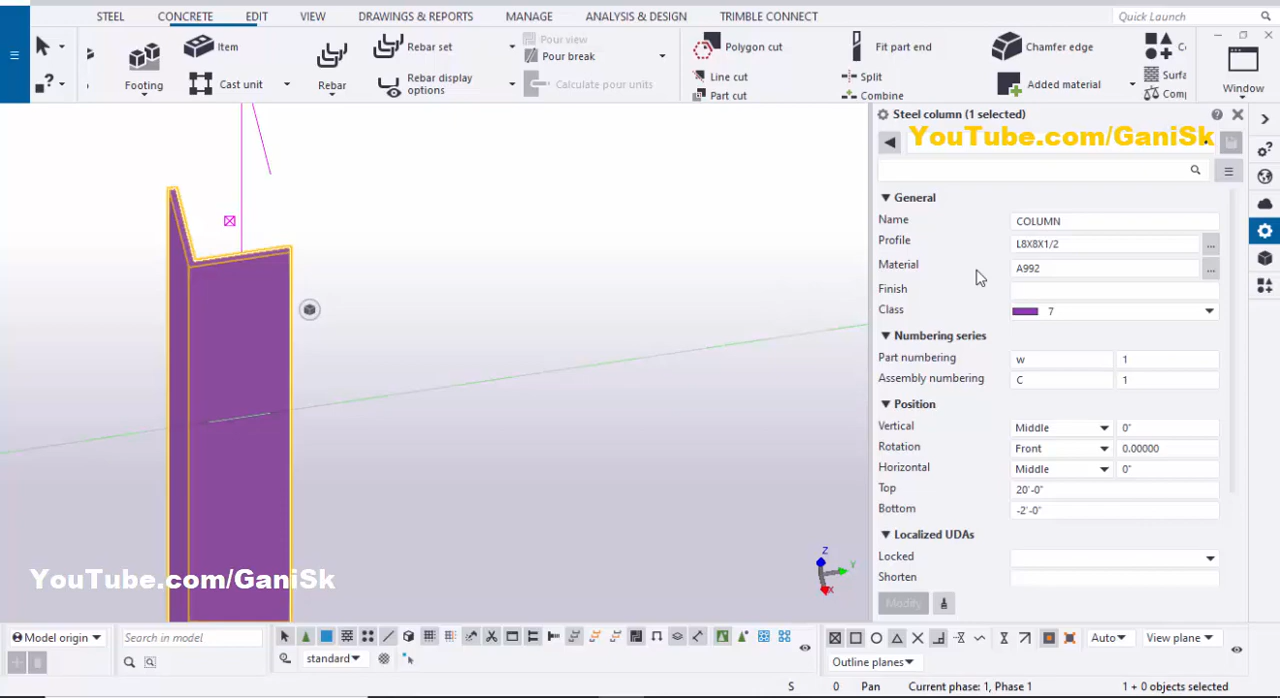 STEEL CONCRETE EDIT VIEW DRAWINGS & REPORTS MANAGE ANALYSIS & DESIGN TRIMBLE CONNECT Quick Launch
Item Rebar set Pour view Polygon cut Fit part end Chamfer edge
Pour break
Footing Cast unit Rebar Rebar display options Calculate pour units Line cut Split Added material Window
Part cut Combine
Steel column (1 selected)
YouTube.com/GaniSk
General
Name COLUMN
Profile L8X8X1/2 ...
Material A992 ...
Finish
Class 7
Numbering series
Part numbering w 1
Assembly numbering C 1
Position
Vertical Middle 0"
Rotation Front 0.00000
Horizontal Middle 0"
Top 20'-0"
Bottom -2'-0"
Localized UDAs
Locked
Shorten
Modify
Z
Y
X
YouTube.com/GaniSk
Model origin Search in model Auto View plane
standard Outline planes
S 0 Pan Current phase: 1, Phase 1 1 + 0 objects selected